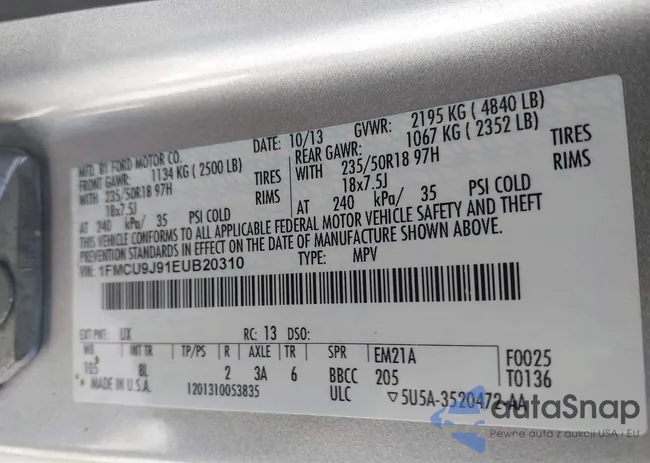 MFD. BY FORD MOTOR CO.
DATE: 10/13 GVWR: 2195 KG ( 4840 LB)
FRONT GAWR: 1134 KG ( 2500 LB)
REAR GAWR: 1067 KG ( 2352 LB)
WITH 235/50R18 97H TIRES
WITH 235/50R18 97H TIRES
18x7.5J RIMS
18x7.5J RIMS
AT 240 kPa/ 35 PSI COLD
AT 240 kPa/ 35 PSI COLD
THIS VEHICLE CONFORMS TO ALL APPLICABLE FEDERAL MOTOR VEHICLE SAFETY AND THEFT
PREVENTION STANDARDS IN EFFECT ON THE DATE OF MANUFACTURE SHOWN ABOVE.
VIN: 1FMCU9J91EUB20310 TYPE: MPV
EXT PNT: UX RC: 13 DSO:
WB INT TR TP/PS R AXLE TR SPR EM21A F0025
105 8L 2 3A 6 BBCC 205 T0136
MADE IN U.S.A. 1201310053835 ULC ▽5U5A-3520472-AA
autoSnap
Pewne auta z aukcji USA i EU